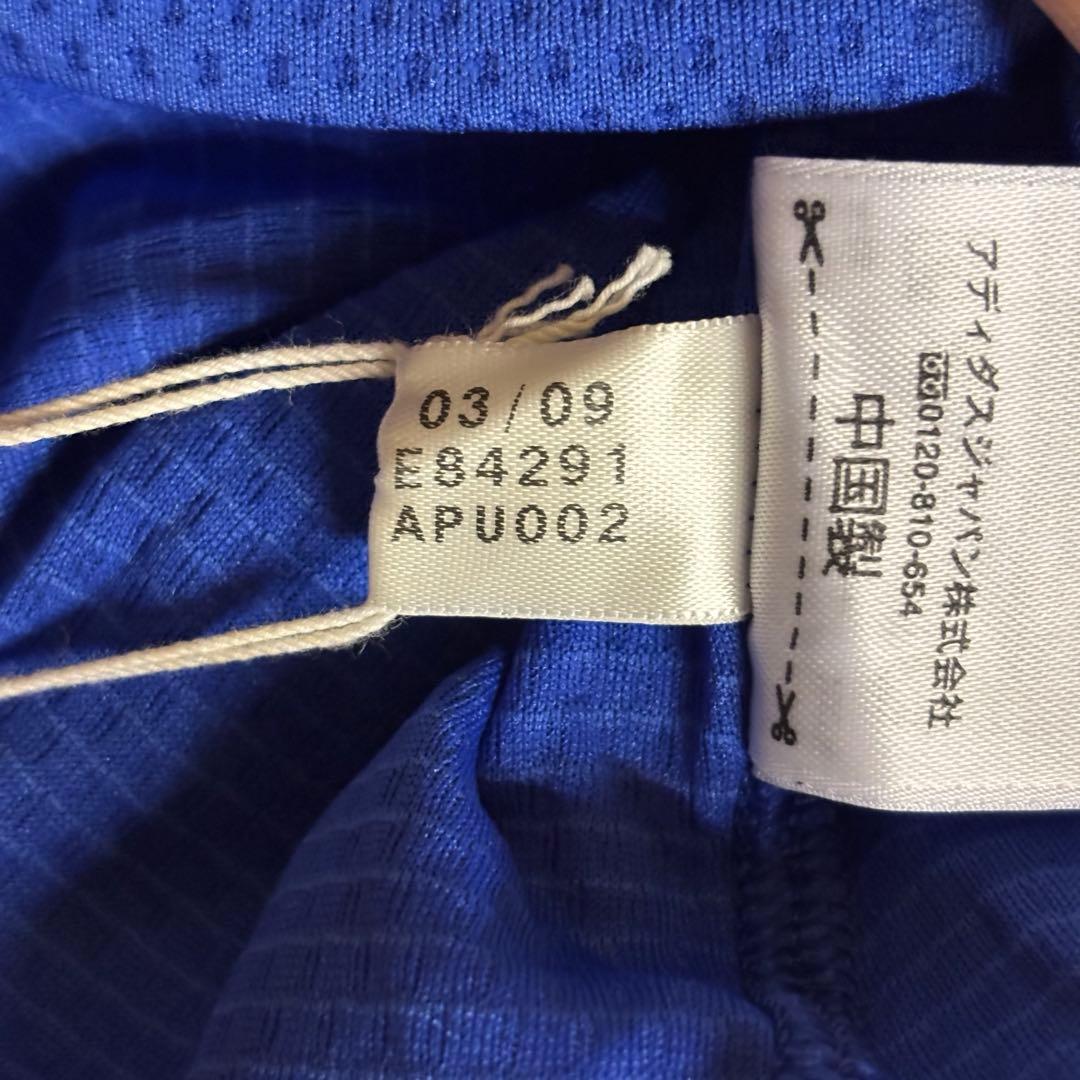 03/09
E84291
APU002
アディダスジャパン株式会社
0120-810-654
中国製